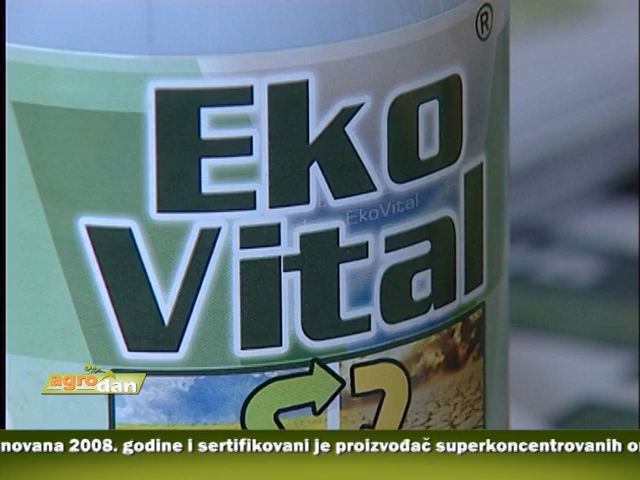 ®
Eko
EkoVital
Vital
agro
dan
novana 2008. godine i sertifikovani je proizvođač superkoncentrovanih o